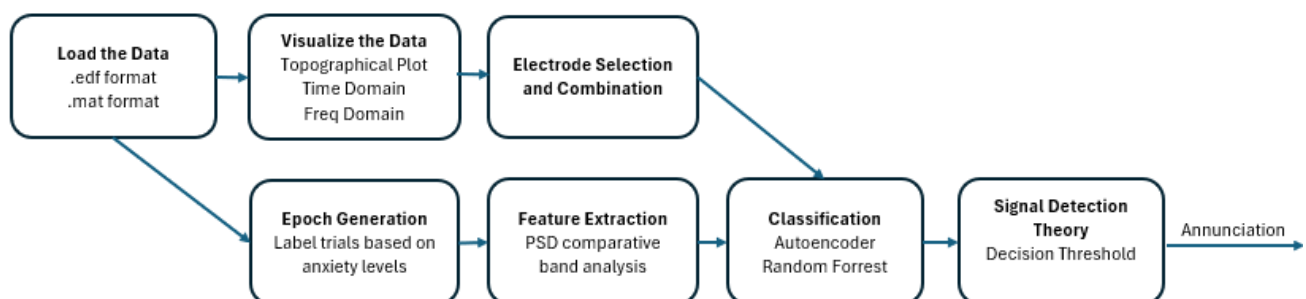 Load the Data
.edf format
.mat format
Visualize the Data
Topographical Plot
Time Domain
Freq Domain
Electrode Selection
and Combination
Epoch Generation
Label trials based on
anxiety levels
Feature Extraction
PSD comparative
band analysis
Classification
Autoencoder
Random Forrest
Signal Detection
Theory
Decision Threshold
Annunciation